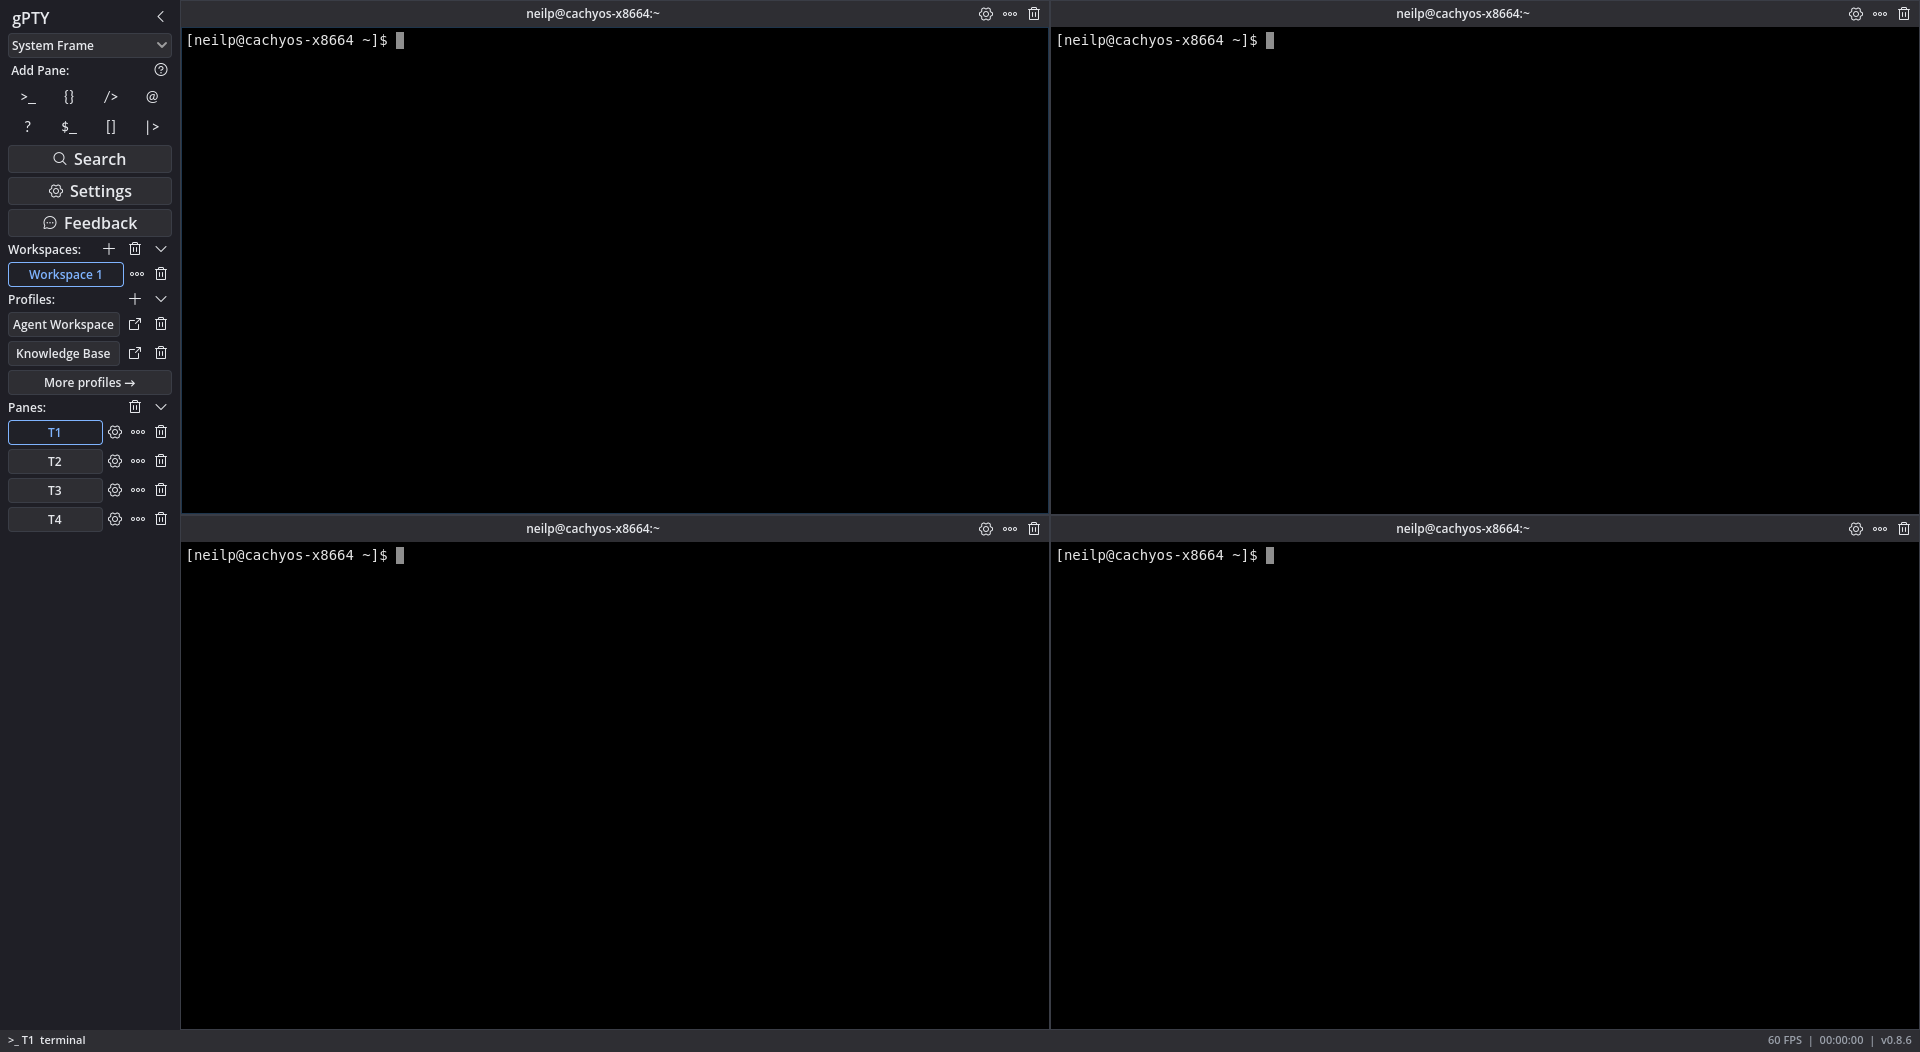 gPTY
System Frame
Add Pane:
>_ {} /> @
? $_ [] |>
Search
Settings
Feedback
Workspaces:
Workspace 1
Profiles:
Agent Workspace
Knowledge Base
More profiles →
Panes:
T1
T2
T3
T4
neilp@cachyos-x8664:~
[neilp@cachyos-x8664 ~]$
neilp@cachyos-x8664:~
[neilp@cachyos-x8664 ~]$
neilp@cachyos-x8664:~
[neilp@cachyos-x8664 ~]$
neilp@cachyos-x8664:~
[neilp@cachyos-x8664 ~]$
>_ T1 terminal
60 FPS | 00:00:00 | v0.8.6